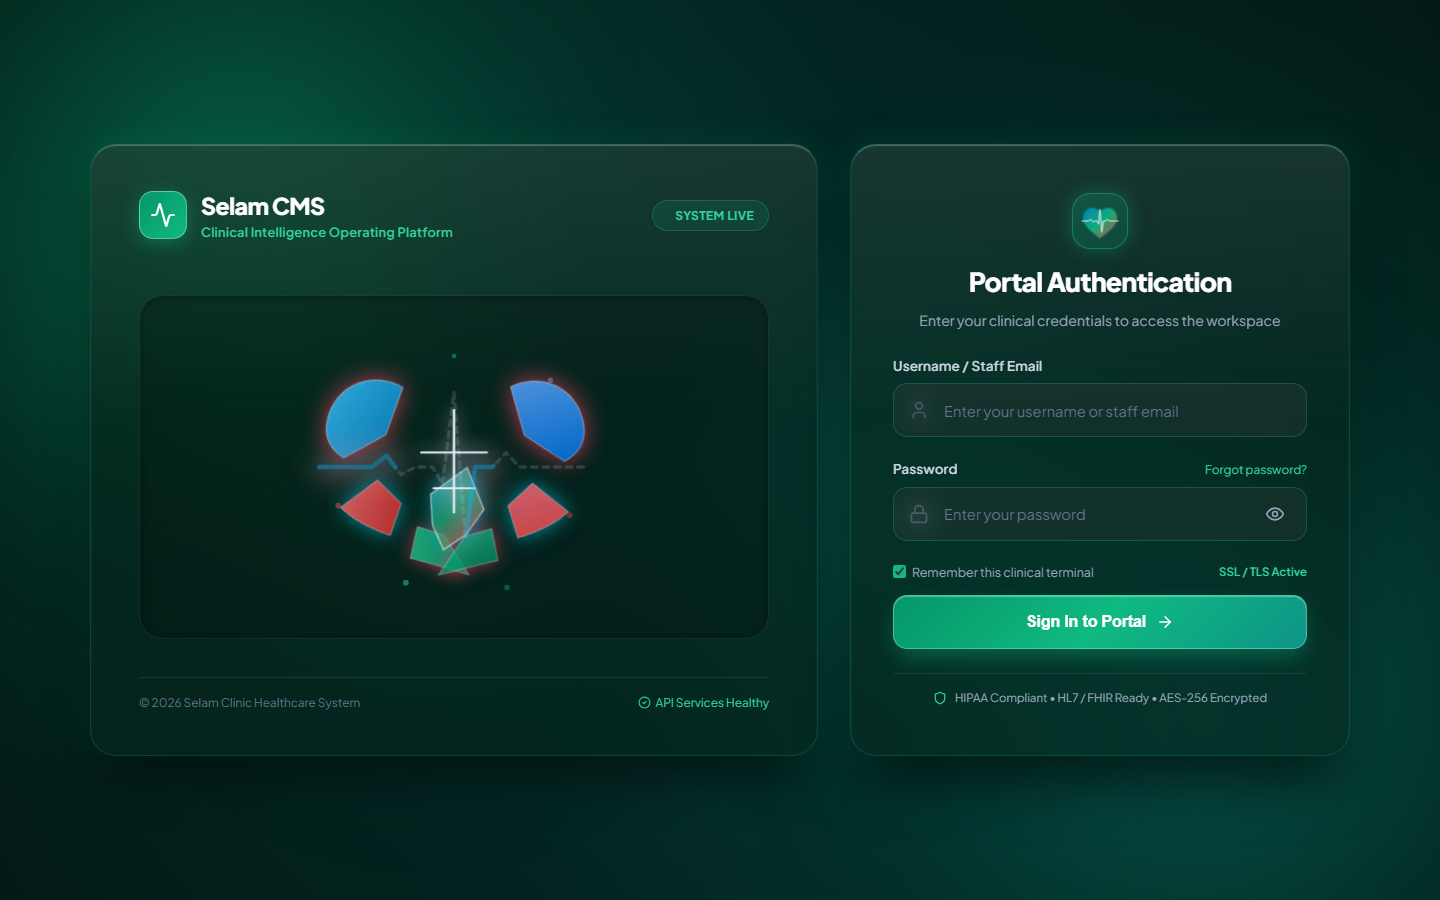 Selam CMS
Clinical Intelligence Operating Platform
SYSTEM LIVE
© 2026 Selam Clinic Healthcare System
API Services Healthy
Portal Authentication
Enter your clinical credentials to access the workspace
Username / Staff Email
Enter your username or staff email
Password
Forgot password?
Enter your password
Remember this clinical terminal
SSL / TLS Active
Sign In to Portal
HIPAA Compliant • HL7 / FHIR Ready • AES-256 Encrypted